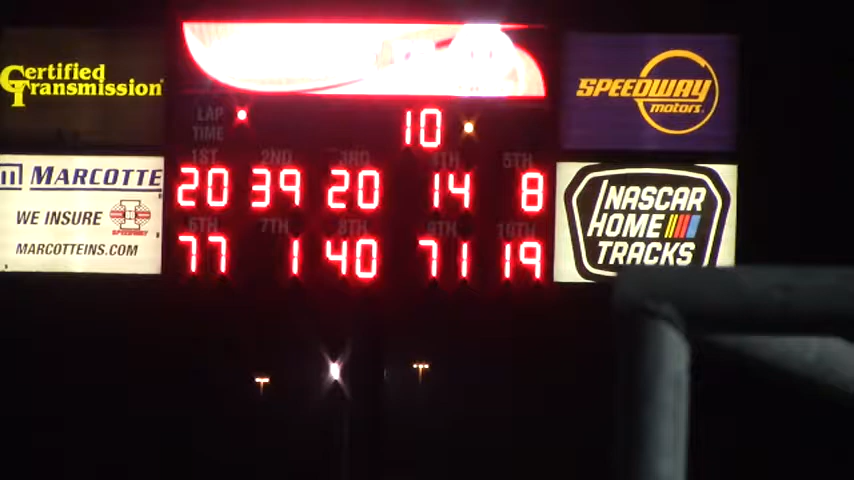 Certified
Transmission
MARCOTTE
WE INSURE
SPEEDWAY
MARCOTTEINS.COM
LAP
TIME
10
1ST 2ND 3RD 4TH 5TH
20 39 20 14 8
6TH 7TH 8TH 9TH 10TH
77 1 40 71 19
SPEEDWAY
motors
NASCAR
HOME
TRACKS